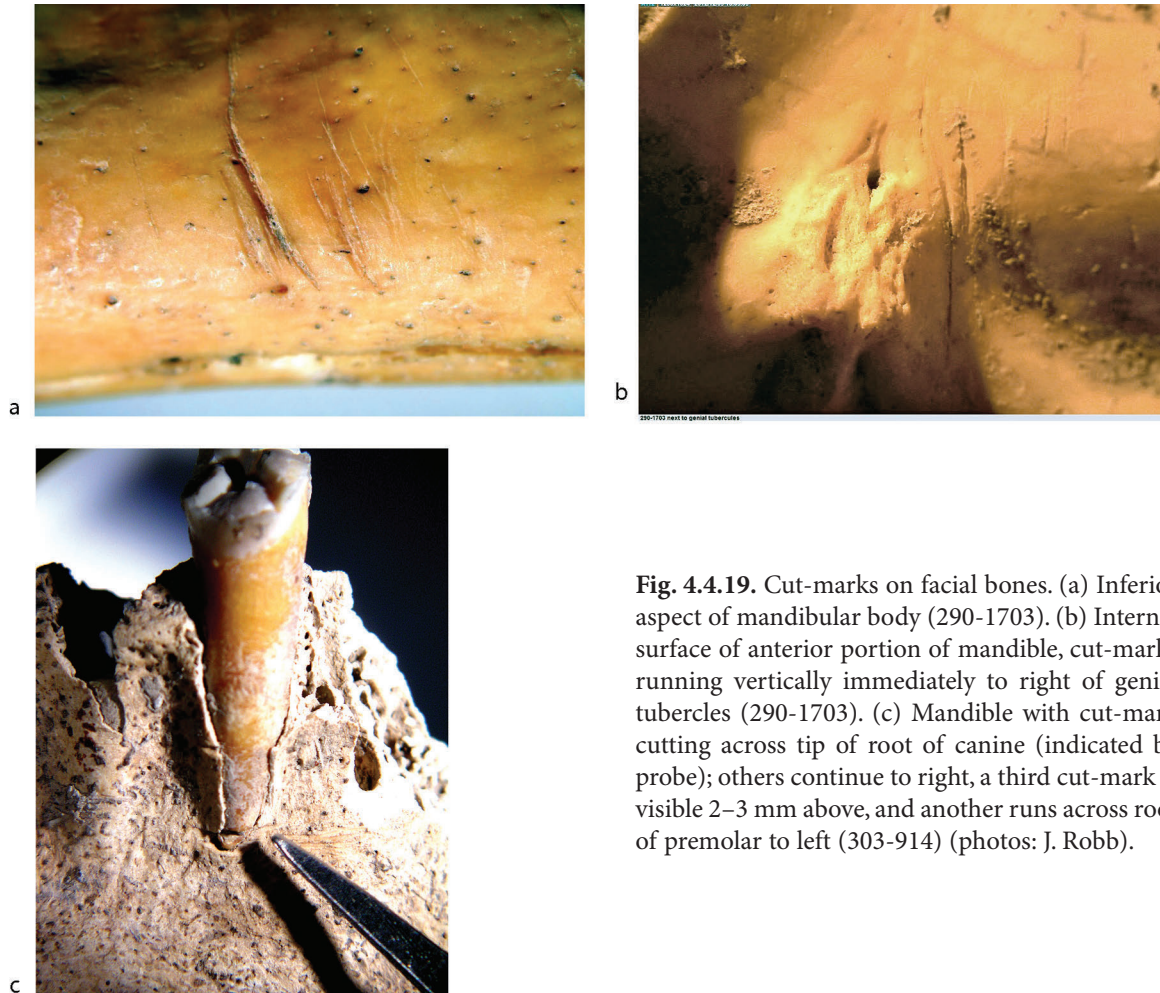 a
b
290-1703 next to genial tubercules
Fig. 4.4.19. Cut-marks on facial bones. (a) Inferio
aspect of mandibular body (290-1703). (b) Intern
surface of anterior portion of mandible, cut-mark
running vertically immediately to right of geni
tubercles (290-1703). (c) Mandible with cut-mar
cutting across tip of root of canine (indicated b
probe); others continue to right, a third cut-mark
visible 2–3 mm above, and another runs across roo
of premolar to left (303-914) (photos: J. Robb).
c